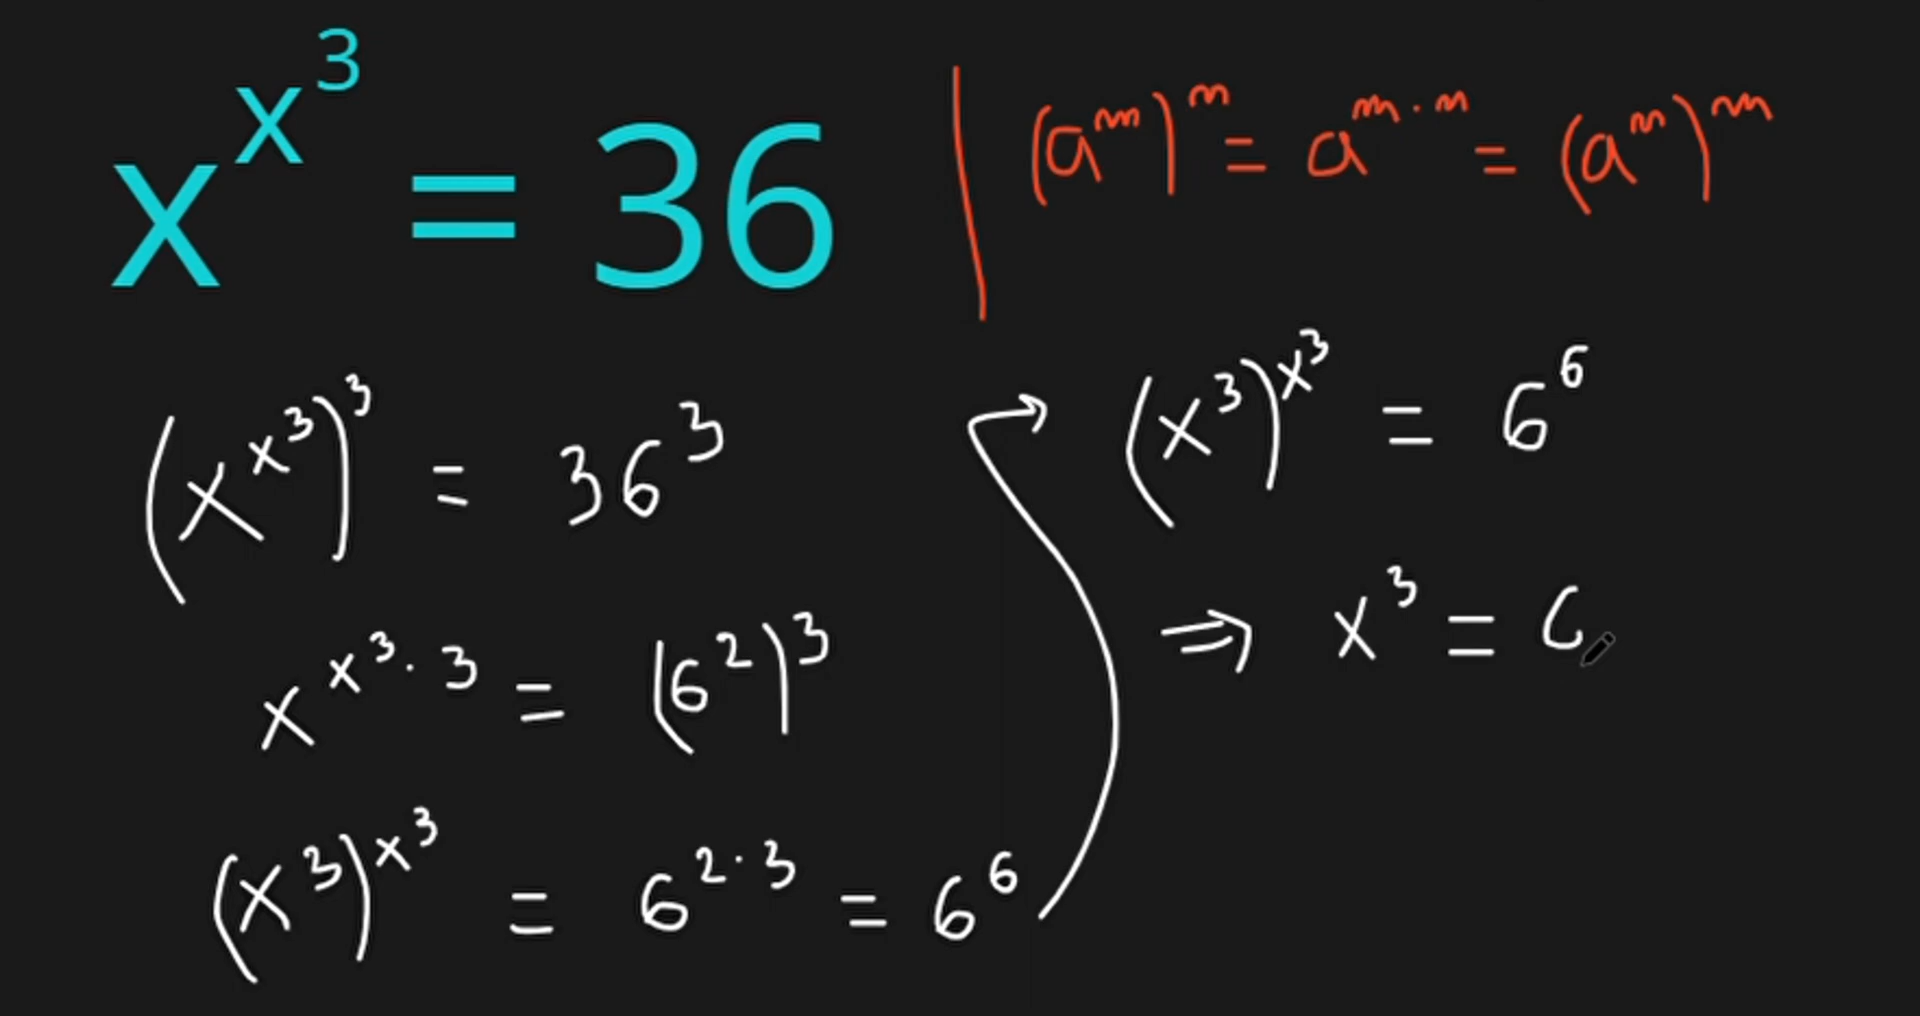 x^{x^3} = 36
(a^m)^n = a^{m·n} = (a^n)^m
(x^{x^3})^3 = 36^3
x^{x^3·3} = (6^2)^3
(x^3)^{x^3} = 6^{2·3} = 6^6
(x^3)^{x^3} = 6^6
⇒ x^3 = 6